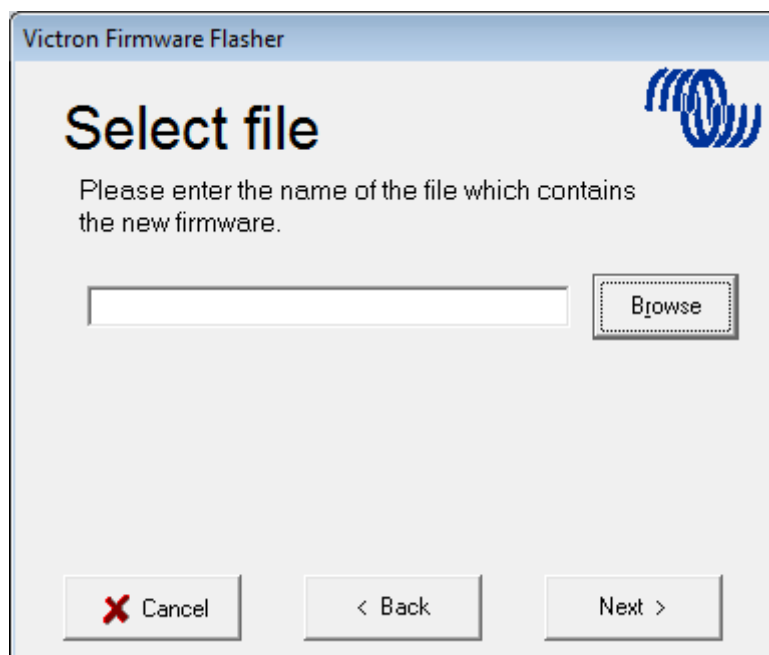 Victron Firmware Flasher
Select file
Please enter the name of the file which contains
the new firmware.
Browse
Cancel
< Back
Next >